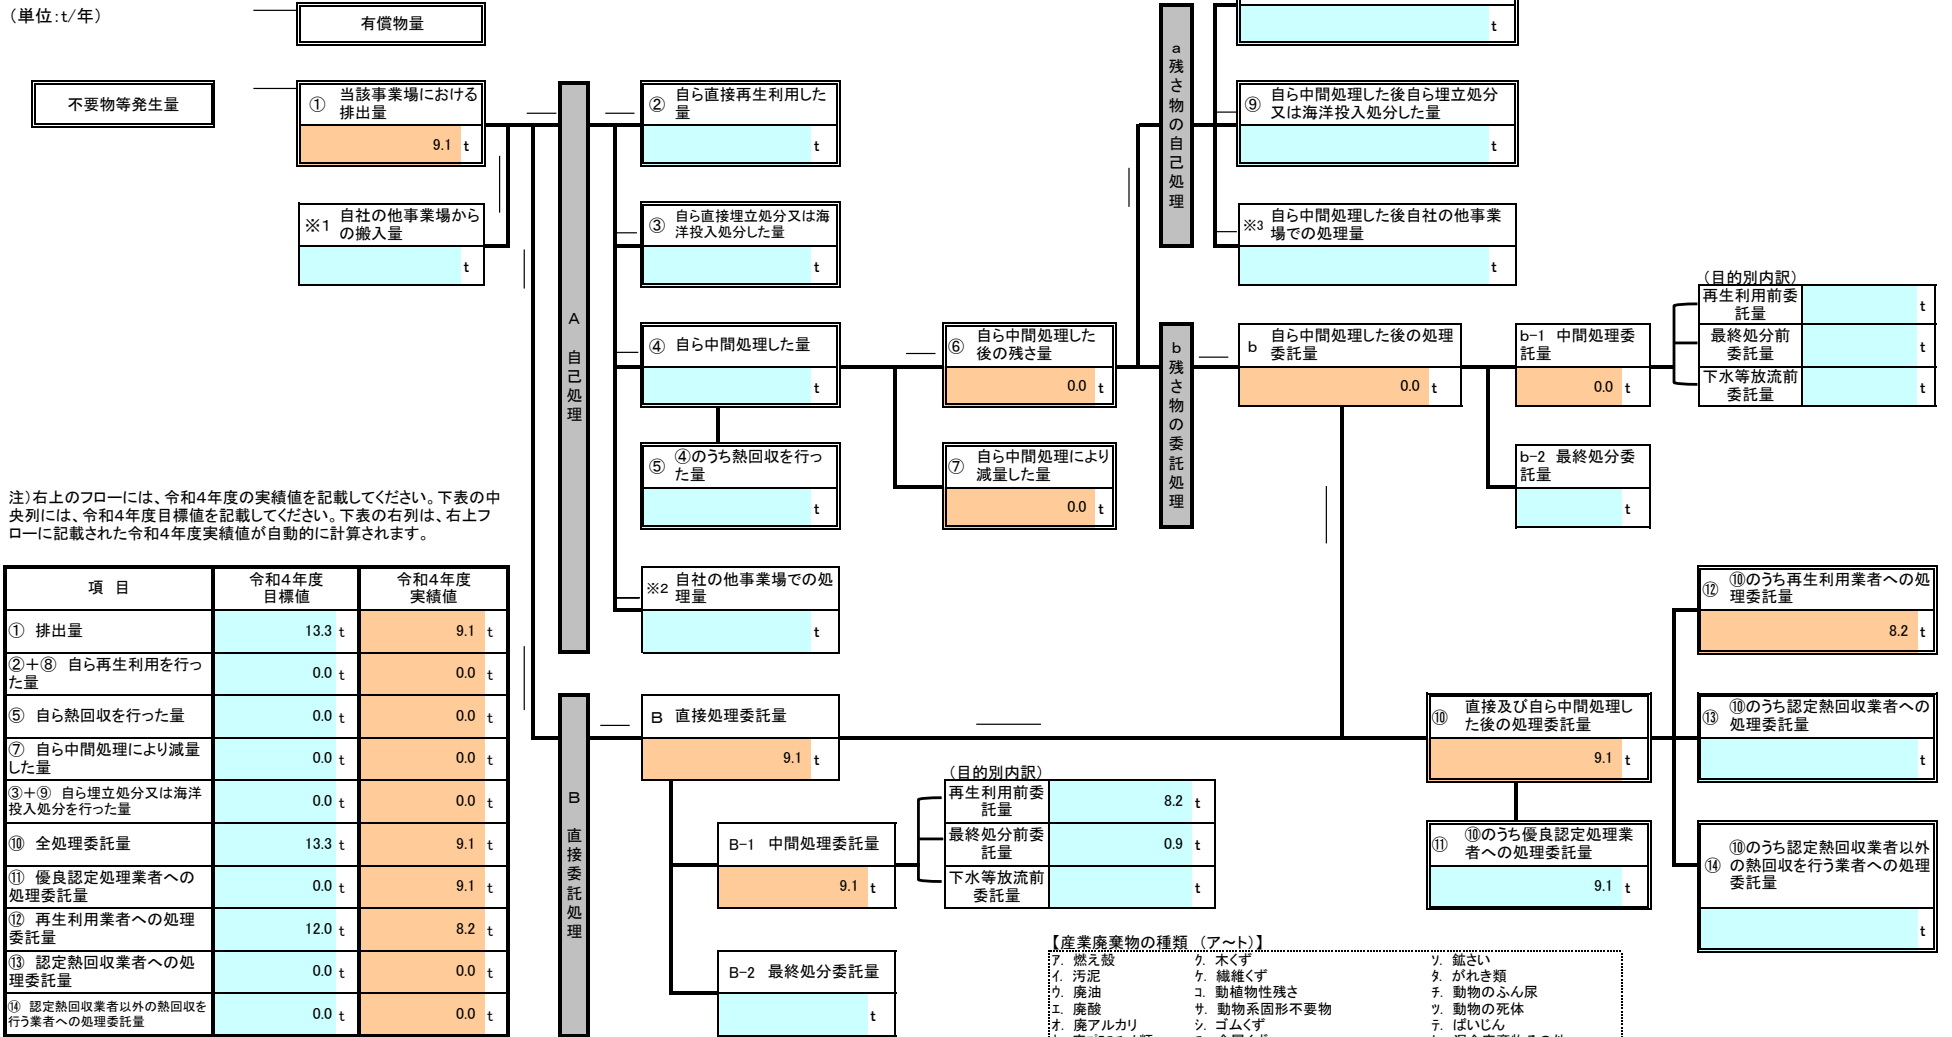 （単位：t/年）
有償物量
不要物等発生量
① 当該事業場における
排出量
9.1 t
※1 自社の他事業場から
の搬入量
t
A 自己処理
② 自ら直接再生利用した
量
t
③ 自ら直接埋立処分又は海
洋投入処分した量
t
④ 自ら中間処理した量
t
⑤ ④のうち熱回収を行っ
た量
t
※2 自社の他事業場での処
理量
t
⑥ 自ら中間処理した
後の残さ量
0.0 t
⑦ 自ら中間処理により
減量した量
0.0 t
a 残さ物の自己処理
t
⑨ 自ら中間処理した後自ら埋立処分
又は海洋投入処分した量
t
※3 自ら中間処理した後自社の他事業
場での処理量
t
b 残さ物の委託処理
b 自ら中間処理した後の処理
委託量
0.0 t
b-1 中間処理委
託量
0.0 t
b-2 最終処分委
託量
t
（目的別内訳）
再生利用前委
託量
t
最終処分前
委託量
t
下水等放流前
委託量
t
注）右上のフローには、令和４年度の実績値を記載してください。下表の中
央列には、令和４年度目標値を記載してください。下表の右列は、右上フ
ローに記載された令和４年度実績値が自動的に計算されます。
項 目 令和４年度
目標値 令和４年度
実績値
① 排出量 13.3 t 9.1 t
②＋⑧ 自ら再生利用を行っ
た量 0.0 t 0.0 t
⑤ 自ら熱回収を行った量 0.0 t 0.0 t
⑦ 自ら中間処理により減量
した量 0.0 t 0.0 t
③＋⑨ 自ら埋立処分又は海洋
投入処分を行った量 0.0 t 0.0 t
⑩ 全処理委託量 13.3 t 9.1 t
⑪ 優良認定処理業者への
処理委託量 0.0 t 9.1 t
⑫ 再生利用業者への処理
委託量 12.0 t 8.2 t
⑬ 認定熱回収業者への処
理委託量 0.0 t 0.0 t
⑭ 認定熱回収業者以外の熱回収を
行う業者への処理委託量 0.0 t 0.0 t
B 直接委託処理
B 直接処理委託量
9.1 t
B-1 中間処理委託量
9.1 t
B-2 最終処分委託量
t
（目的別内訳）
再生利用前委
託量
8.2 t
最終処分前委
託量
0.9 t
下水等放流前
委託量
t
⑩ 直接及び自ら中間処理し
た後の処理委託量
9.1 t
⑪ ⑩のうち優良認定処理業
者への処理委託量
9.1 t
⑫ ⑩のうち再生利用業者への処
理委託量
8.2 t
⑬ ⑩のうち認定熱回収業者への
処理委託量
t
⑭ ⑩のうち認定熱回収業者以外
の熱回収を行う業者への処理
委託量
t
【産業廃棄物の種類 （ア～ト）】
ア. 燃え殻 ク. 木くず ソ. 鉱さい
イ. 汚泥 ケ. 繊維くず タ. がれき類
ウ. 廃油 コ. 動植物性残さ チ. 動物のふん尿
エ. 廃酸 サ. 動物系固形不要物 ツ. 動物の死体
オ. 廃アルカリ シ. ゴムくず テ. ばいじん